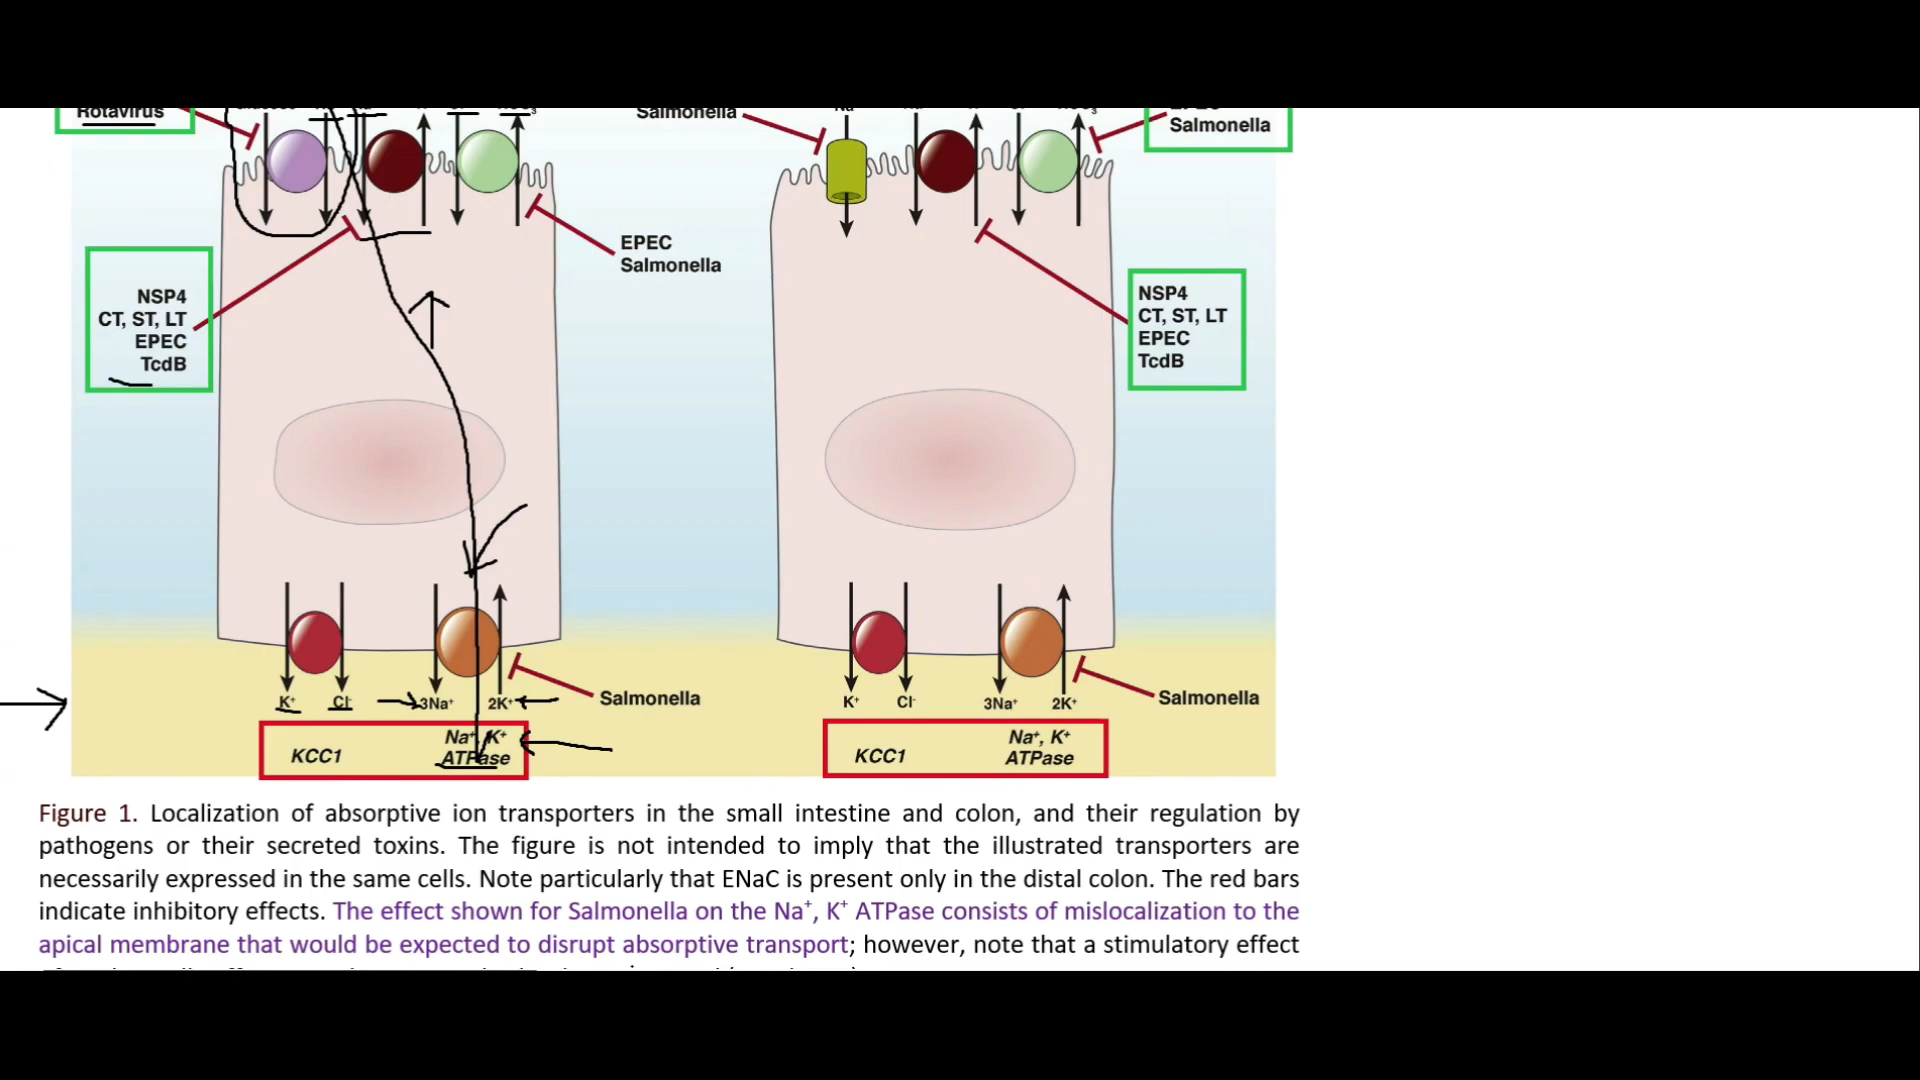 Rotavirus
Salmonella
Salmonella
EPEC
Salmonella
NSP4
CT, ST, LT
EPEC
TcdB
NSP4
CT, ST, LT
EPEC
TcdB
K⁺ Cl⁻ 3Na⁺ 2K⁺ Salmonella
K⁺ Cl⁻ 3Na⁺ 2K⁺ Salmonella
KCC1 Na⁺, K⁺
ATPase
KCC1 Na⁺, K⁺
ATPase
Figure 1. Localization of absorptive ion transporters in the small intestine and colon, and their regulation by
pathogens or their secreted toxins. The figure is not intended to imply that the illustrated transporters are
necessarily expressed in the same cells. Note particularly that ENaC is present only in the distal colon. The red bars
indicate inhibitory effects. The effect shown for Salmonella on the Na⁺, K⁺ ATPase consists of mislocalization to the
apical membrane that would be expected to disrupt absorptive transport; however, note that a stimulatory effect